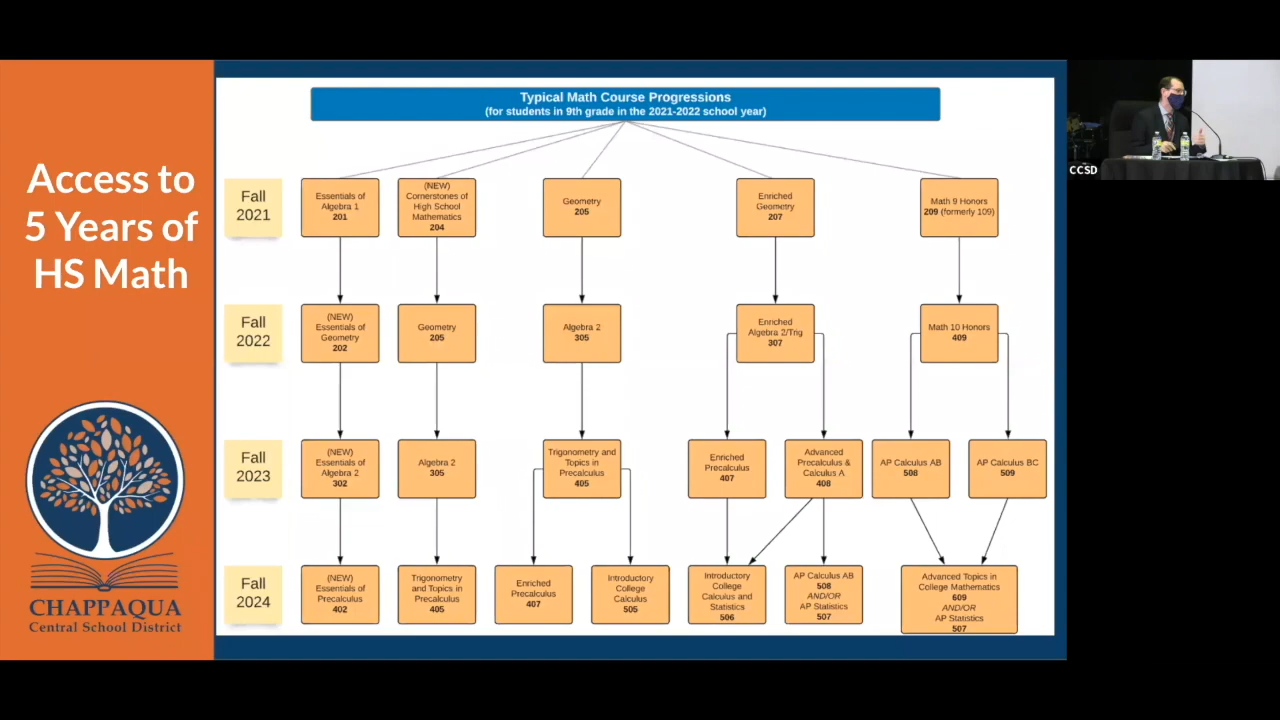 Access to
5 Years of
HS Math
CHAPPAQUA
Central School District
Typical Math Course Progressions
(for students in 9th grade in the 2021-2022 school year)
Fall
2021
Essentials of
Algebra 1
201
(NEW)
Cornerstones of
High School
Mathematics
204
Geometry
205
Enriched
Geometry
207
Math 9 Honors
209 (formerly 109)
Fall
2022
(NEW)
Essentials of
Geometry
202
Geometry
205
Algebra 2
305
Enriched
Algebra 2/Trig
307
Math 10 Honors
409
Fall
2023
(NEW)
Essentials of
Algebra 2
302
Algebra 2
305
Trigonometry and
Topics in
Precalculus
405
Enriched
Precalculus
407
Advanced
Precalculus &
Calculus A
408
AP Calculus AB
508
AP Calculus BC
509
Fall
2024
(NEW)
Essentials of
Precalculus
402
Trigonometry
and Topics in
Precalculus
405
Enriched
Precalculus
407
Introductory
College
Calculus
505
Introductory
College
Calculus and
Statistics
506
AP Calculus AB
508
AND/OR
AP Statistics
507
Advanced Topics in
College Mathematics
609
AND/OR
AP Statistics
507
CCSD